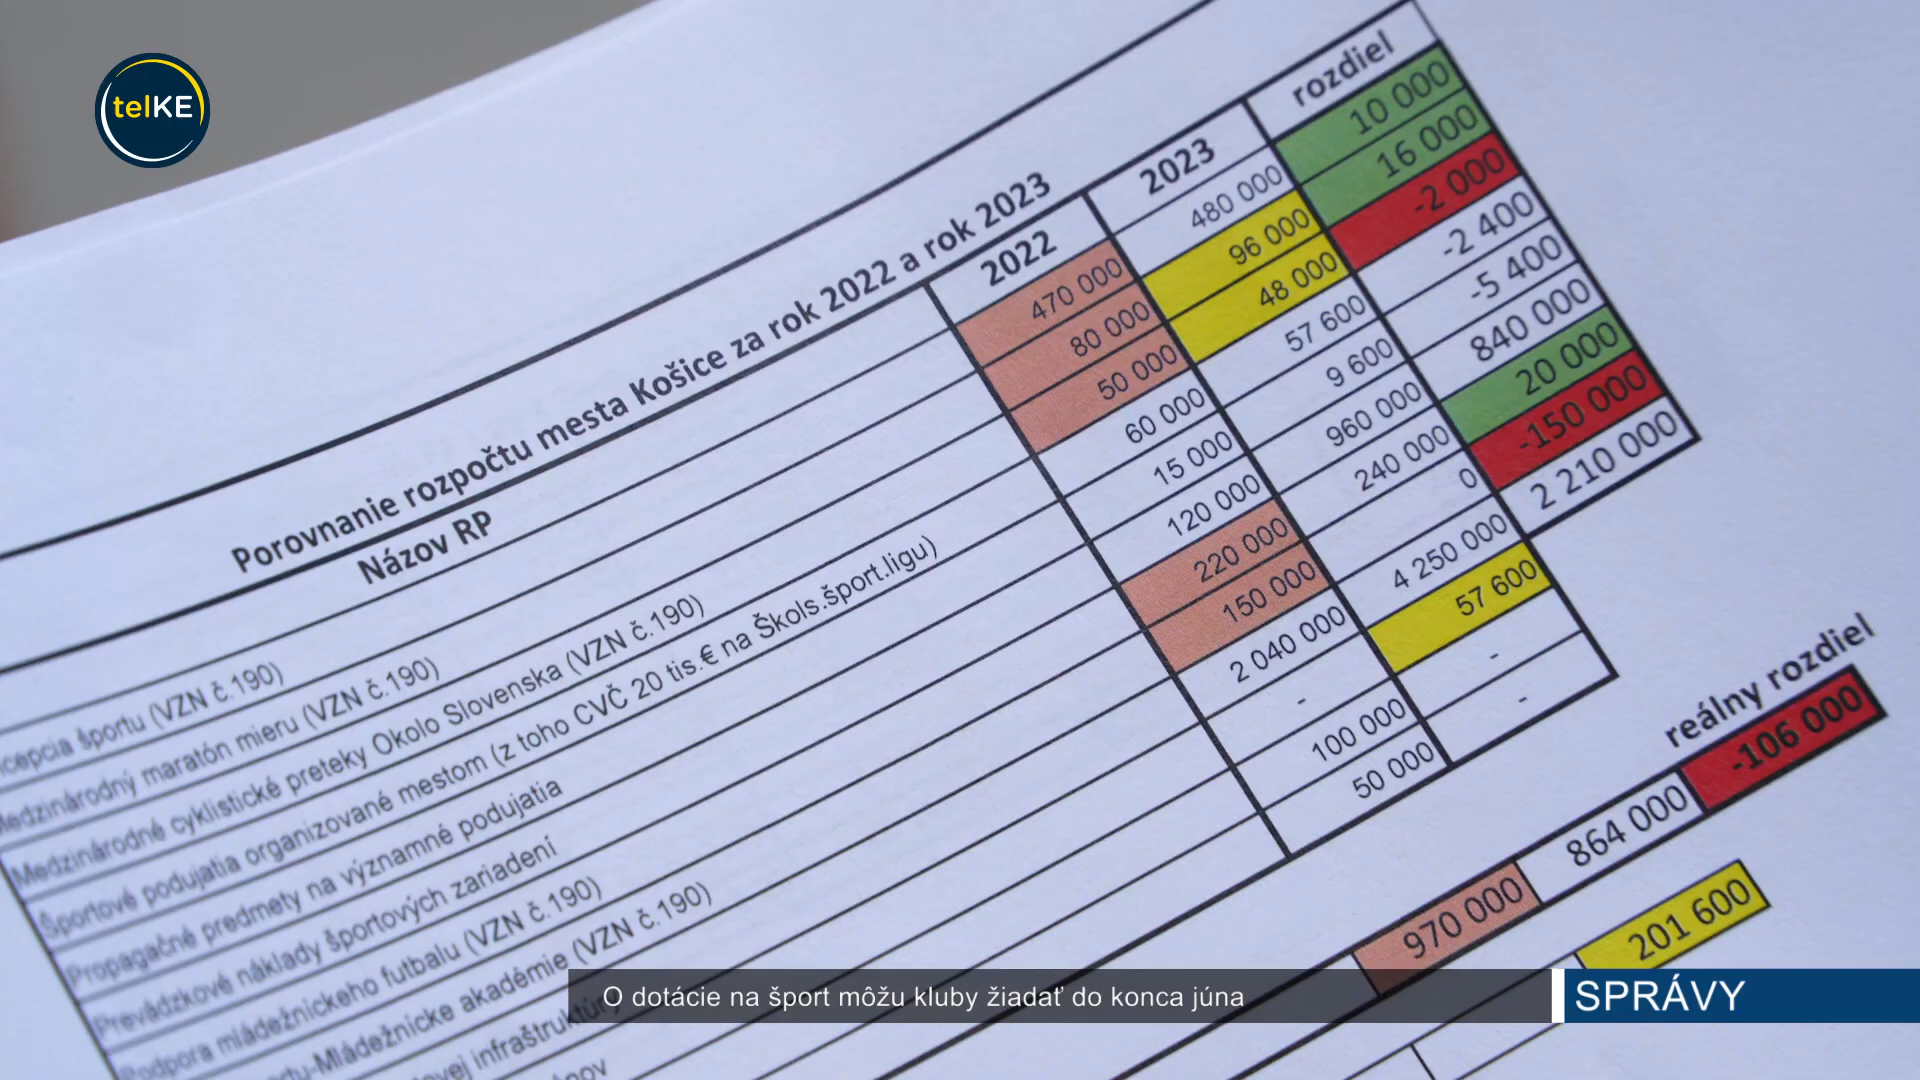 telKE
Porovnanie rozpočtu mesta Košice za rok 2022 a rok 2023
Názov RP 2022 2023 rozdiel
športu (VZN č.190) 470 000 480 000 10 000
Medzinárodný maratón mieru (VZN č.190) 80 000 96 000 16 000
Medzinárodné cyklistické preteky Okolo Slovenska (VZN č.190) 50 000 48 000 -2 000
Športové podujatia organizované mestom (z toho CVČ 20 tis.€ na Škols.šport.ligu) 60 000 57 600 -2 400
Propagačné predmety na významné podujatia 15 000 9 600 -5 400
Prevádzkové náklady športových zariadení 120 000 960 000 840 000
Podpora mládežníckeho futbalu (VZN č.190) 220 000 240 000 20 000
Mládežnícke akadémie (VZN č.190) 150 000 0 -150 000
2 040 000 4 250 000 2 210 000
- 57 600
100 000 -
50 000 -
reálny rozdiel
970 000 864 000 -106 000
201 600
O dotácie na šport môžu kluby žiadať do konca júna
SPRÁVY